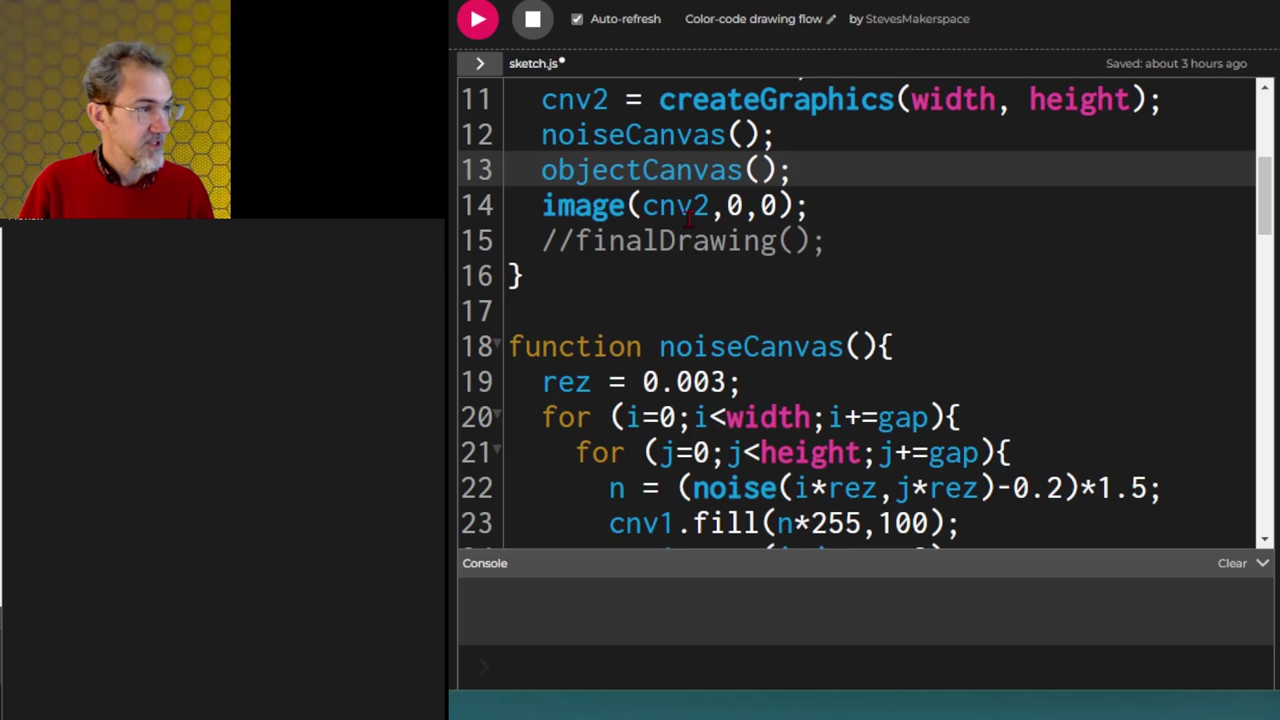 Auto-refresh Color-code drawing flow by StevesMakerspace
sketch.js Saved: about 3 hours ago
11 cnv2 = createGraphics(width, height);
12 noiseCanvas();
13 objectCanvas();
14 image(cnv2,0,0);
15 //finalDrawing();
16 }
17
18 function noiseCanvas(){
19 rez = 0.003;
20 for (i=0;i<width;i+=gap){
21 for (j=0;j<height;j+=gap){
22 n = (noise(i*rez,j*rez)-0.2)*1.5;
23 cnv1.fill(n*255,100);
Console Clear